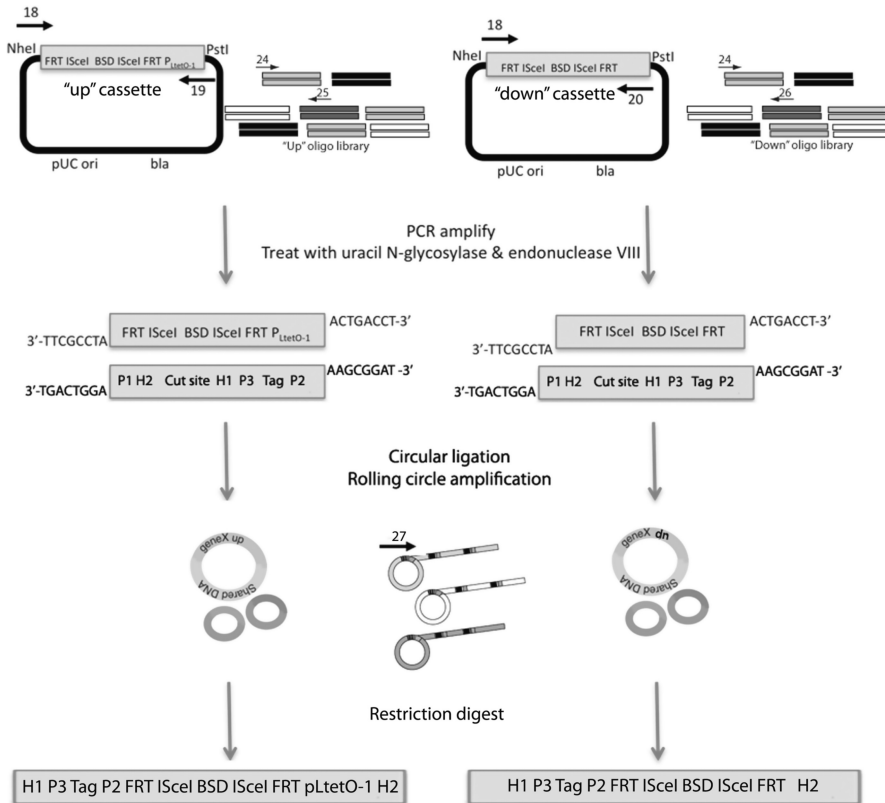 18
NheI
PstI
FRT ISceI BSD ISceI FRT PLtetO-1
"up" cassette
19
pUC ori
bla
24
25
"Up" oligo library
18
NheI
PstI
FRT ISceI BSD ISceI FRT
"down" cassette
20
pUC ori
bla
24
26
"Down" oligo library
PCR amplify
Treat with uracil N-glycosylase & endonuclease VIII
FRT ISceI BSD ISceI FRT PLtetO-1
ACTGACCT-3'
3'-TTCGCCTA
P1 H2 Cut site H1 P3 Tag P2
AAGCGGAT -3'
3'-TGACTGGA
FRT ISceI BSD ISceI FRT
ACTGACCT-3'
3'-TTCGCCTA
P1 H2 Cut site H1 P3 Tag P2
AAGCGGAT -3'
3'-TGACTGGA
Circular ligation
Rolling circle amplification
geneX up
Shared DNA
27
geneX dn
Shared DNA
Restriction digest
H1 P3 Tag P2 FRT ISceI BSD ISceI FRT pLtetO-1 H2
H1 P3 Tag P2 FRT ISceI BSD ISceI FRT H2